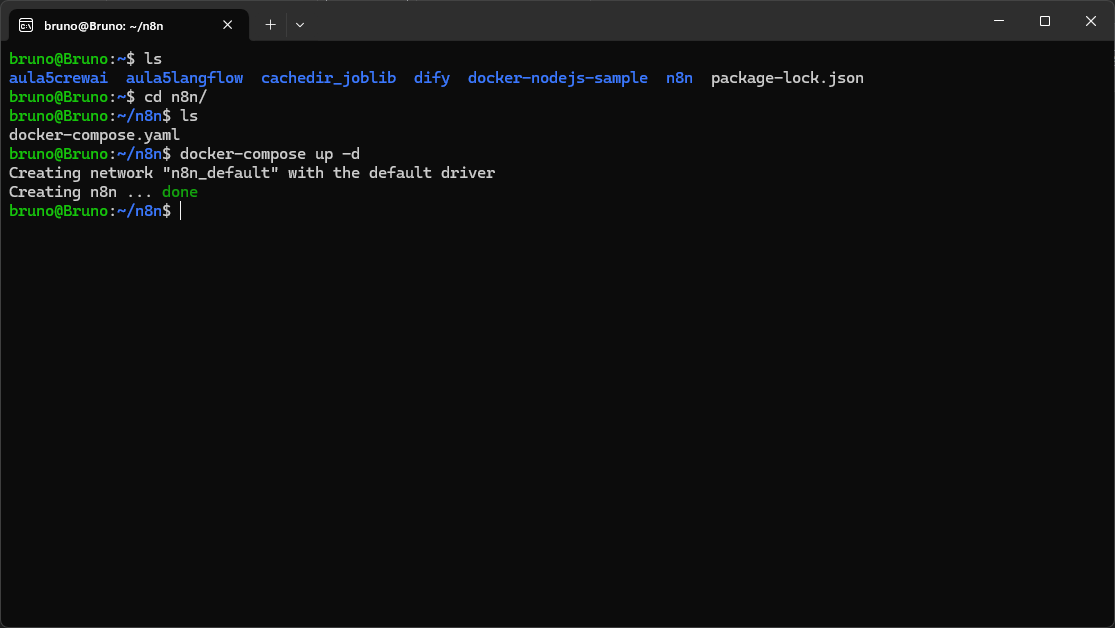 bruno@Bruno: ~/n8n
bruno@Bruno:~$ ls
aula5crewai  aula5langflow  cachedir_joblib  dify  docker-nodejs-sample  n8n  package-lock.json
bruno@Bruno:~$ cd n8n/
bruno@Bruno:~/n8n$ ls
docker-compose.yaml
bruno@Bruno:~/n8n$ docker-compose up -d
Creating network "n8n_default" with the default driver
Creating n8n ... done
bruno@Bruno:~/n8n$